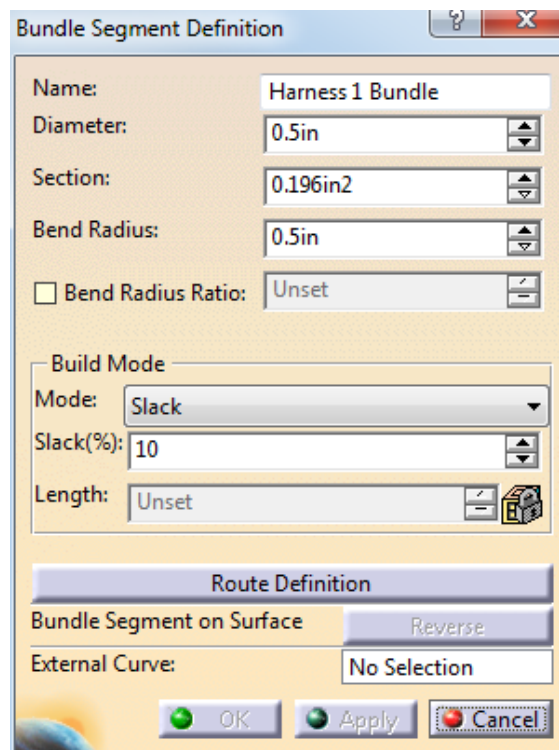 Bundle Segment Definition ? X
Name: Harness 1 Bundle
Diameter: 0.5in
Section: 0.196in2
Bend Radius: 0.5in
Bend Radius Ratio: Unset
Build Mode
Mode: Slack
Slack(%): 10
Length: Unset
Route Definition
Bundle Segment on Surface Reverse
External Curve: No Selection
OK Apply Cancel